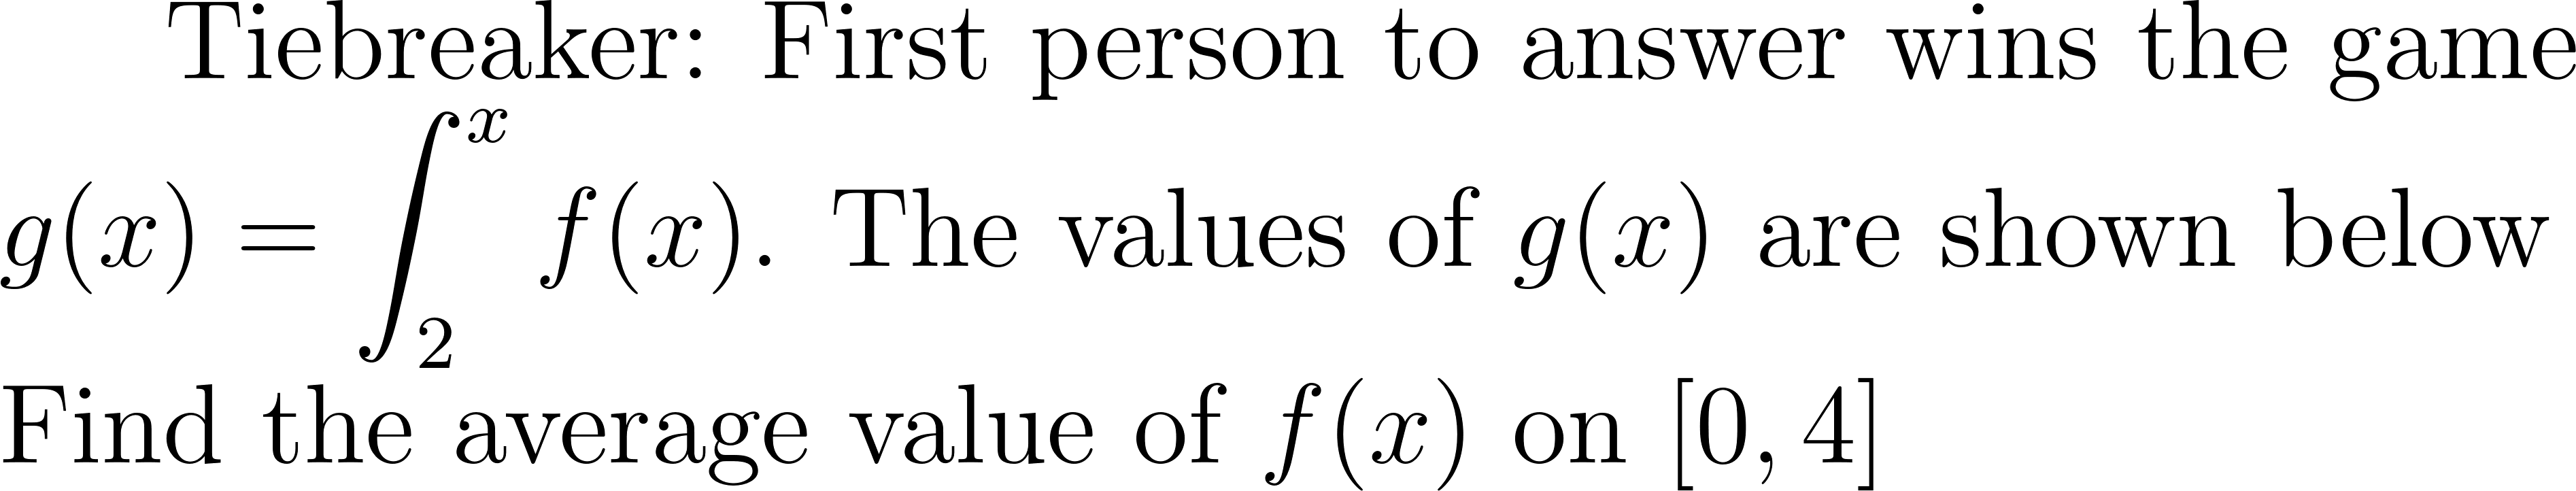 Tiebreaker: First person to answer wins the game
g(x) = ∫₂ˣ f(x). The values of g(x) are shown below
Find the average value of f(x) on [0, 4]